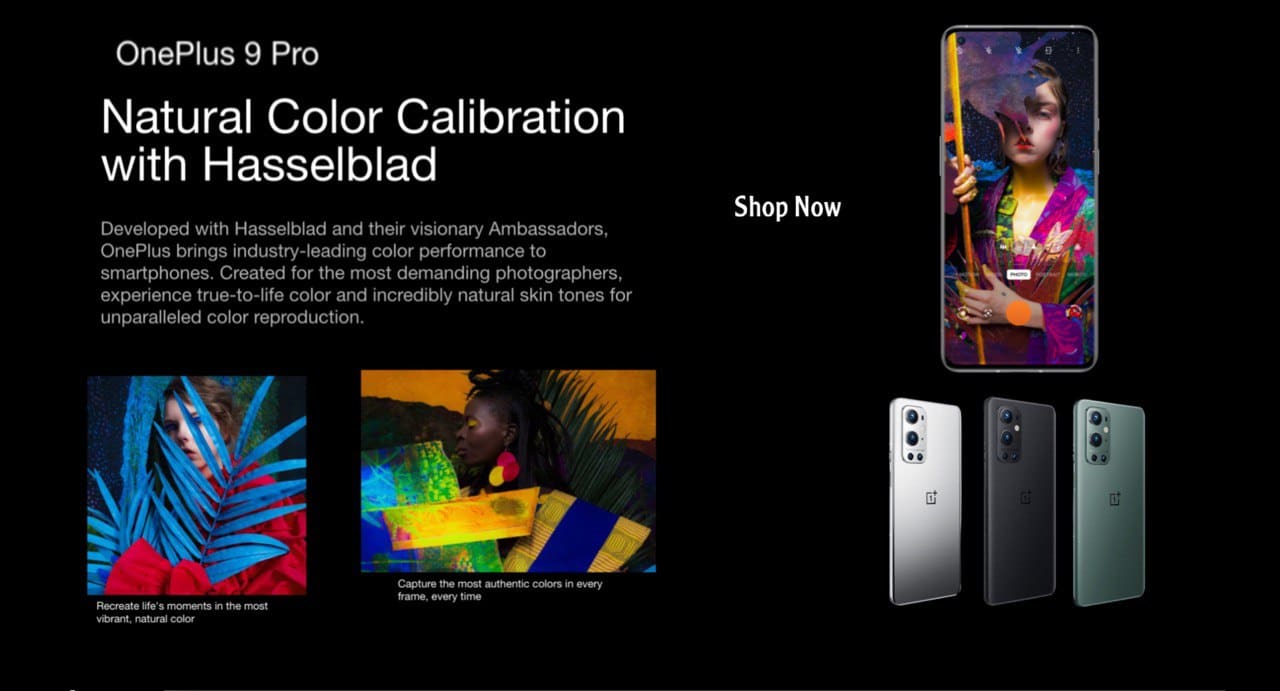 OnePlus 9 Pro
Natural Color Calibration
with Hasselblad
Developed with Hasselblad and their visionary Ambassadors,
OnePlus brings industry-leading color performance to
smartphones. Created for the most demanding photographers,
experience true-to-life color and incredibly natural skin tones for
unparalleled color reproduction.
Shop Now
PHOTO
PORTRAIT
Recreate life's moments in the most
vibrant, natural color
Capture the most authentic colors in every
frame, every time